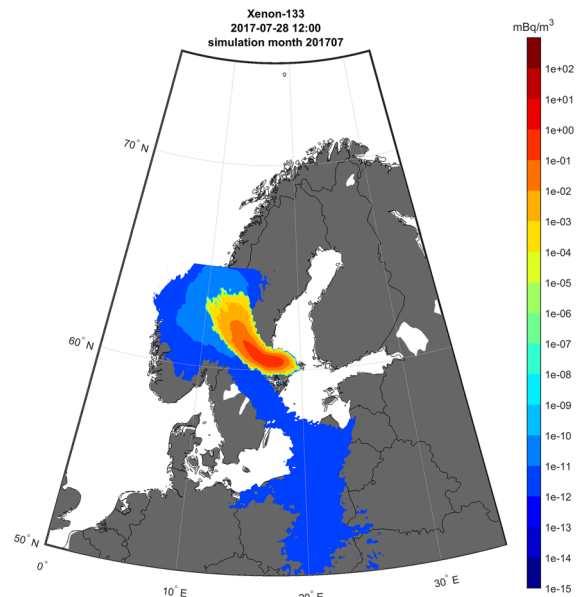 Xenon-133
2017-07-28 12:00
simulation month 201707
mBq/m³
1e+02
1e+01
1e+00
1e-01
1e-02
1e-03
1e-04
1e-05
1e-06
1e-07
1e-08
1e-09
1e-10
1e-11
1e-12
1e-13
1e-14
1e-15
70° N
60° N
50° N
0°
10° E
20° E
30° E